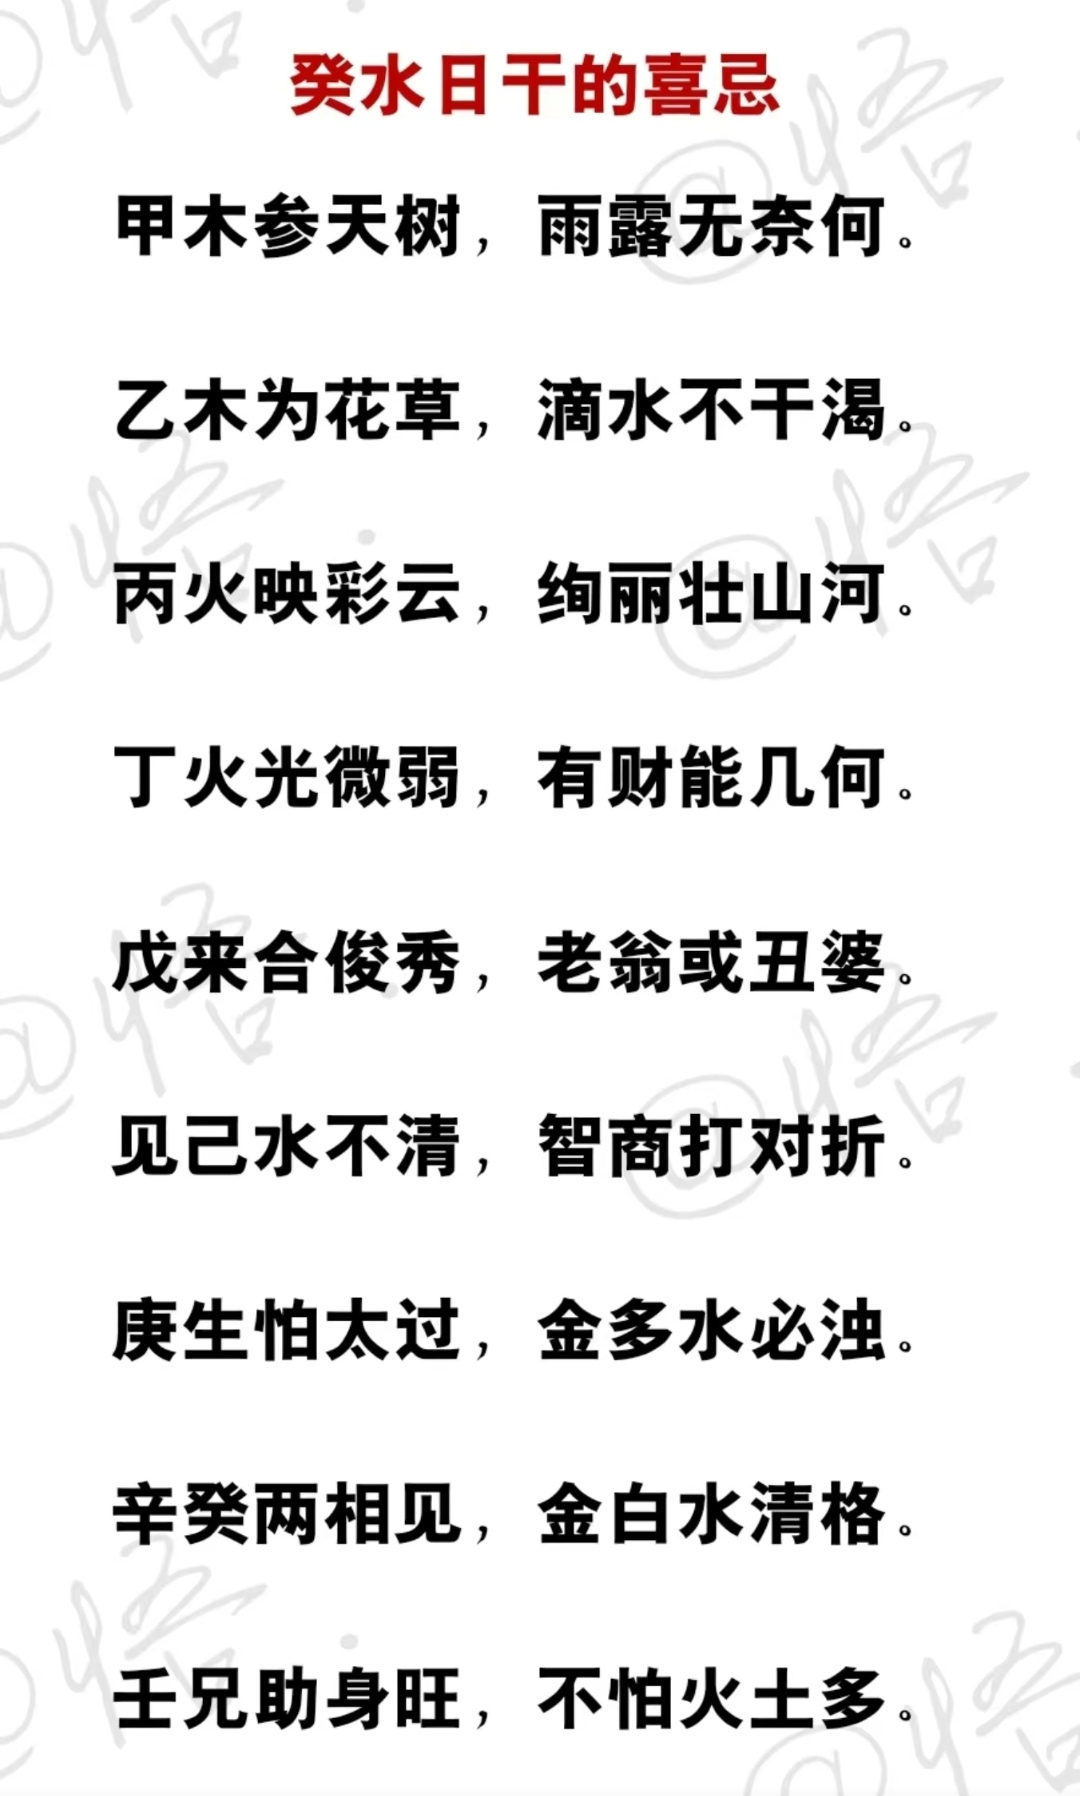 癸水日干的喜忌
甲木参天树，雨露无奈何。
乙木为花草，滴水不干渴。
丙火映彩云，绚丽壮山河。
丁火光微弱，有财能几何。
戊来合俊秀，老翁或丑婆。
见己水不清，智商打对折。
庚生怕太过，金多水必浊。
辛癸两相见，金白水清格。
壬兄助身旺，不怕火土多。